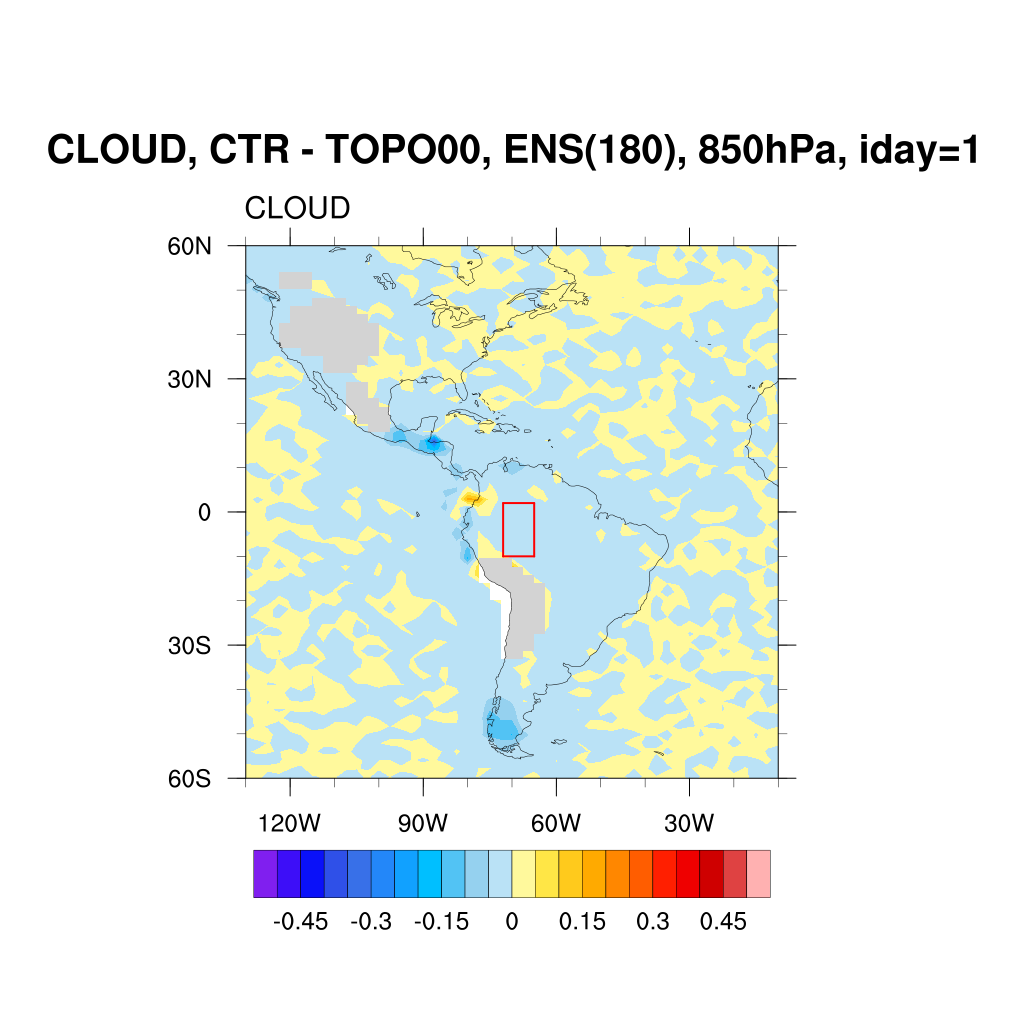 CLOUD, CTR - TOPO00, ENS(180), 850hPa, iday=1
CLOUD
60N
30N
0
30S
60S
120W 90W 60W 30W
-0.45 -0.3 -0.15 0 0.15 0.3 0.45